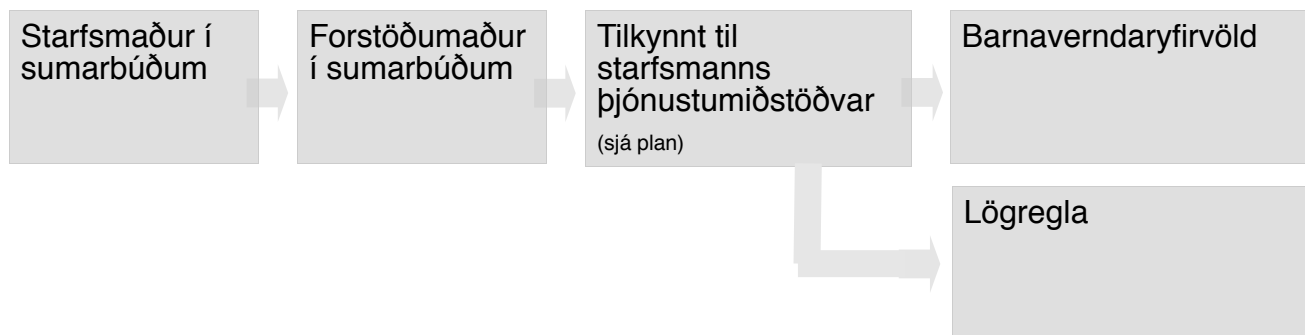 Starfsmaður í
sumarbúðum
Forstöðumaður
í sumarbúðum
Tilkynnt til
starfsmanns
þjónustumiðstöðvar
(sjá plan)
Barnaverndaryfirvöld
Lögregla